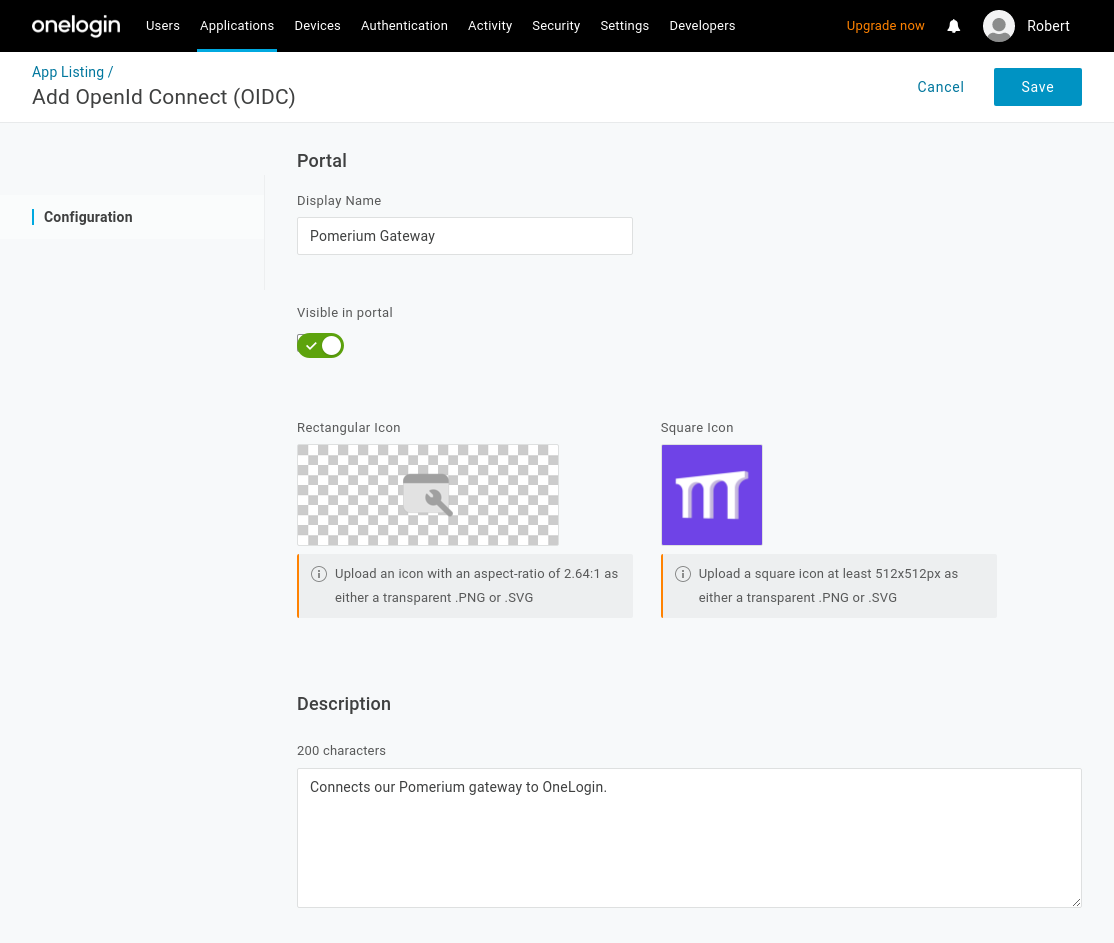 onelogin Users Applications Devices Authentication Activity Security Settings Developers Upgrade now Robert
App Listing /
Add OpenId Connect (OIDC)
Cancel Save
Configuration
Portal
Display Name
Pomerium Gateway
Visible in portal
Rectangular Icon Square Icon
Upload an icon with an aspect-ratio of 2.64:1 as
either a transparent .PNG or .SVG
Upload a square icon at least 512x512px as
either a transparent .PNG or .SVG
Description
200 characters
Connects our Pomerium gateway to OneLogin.